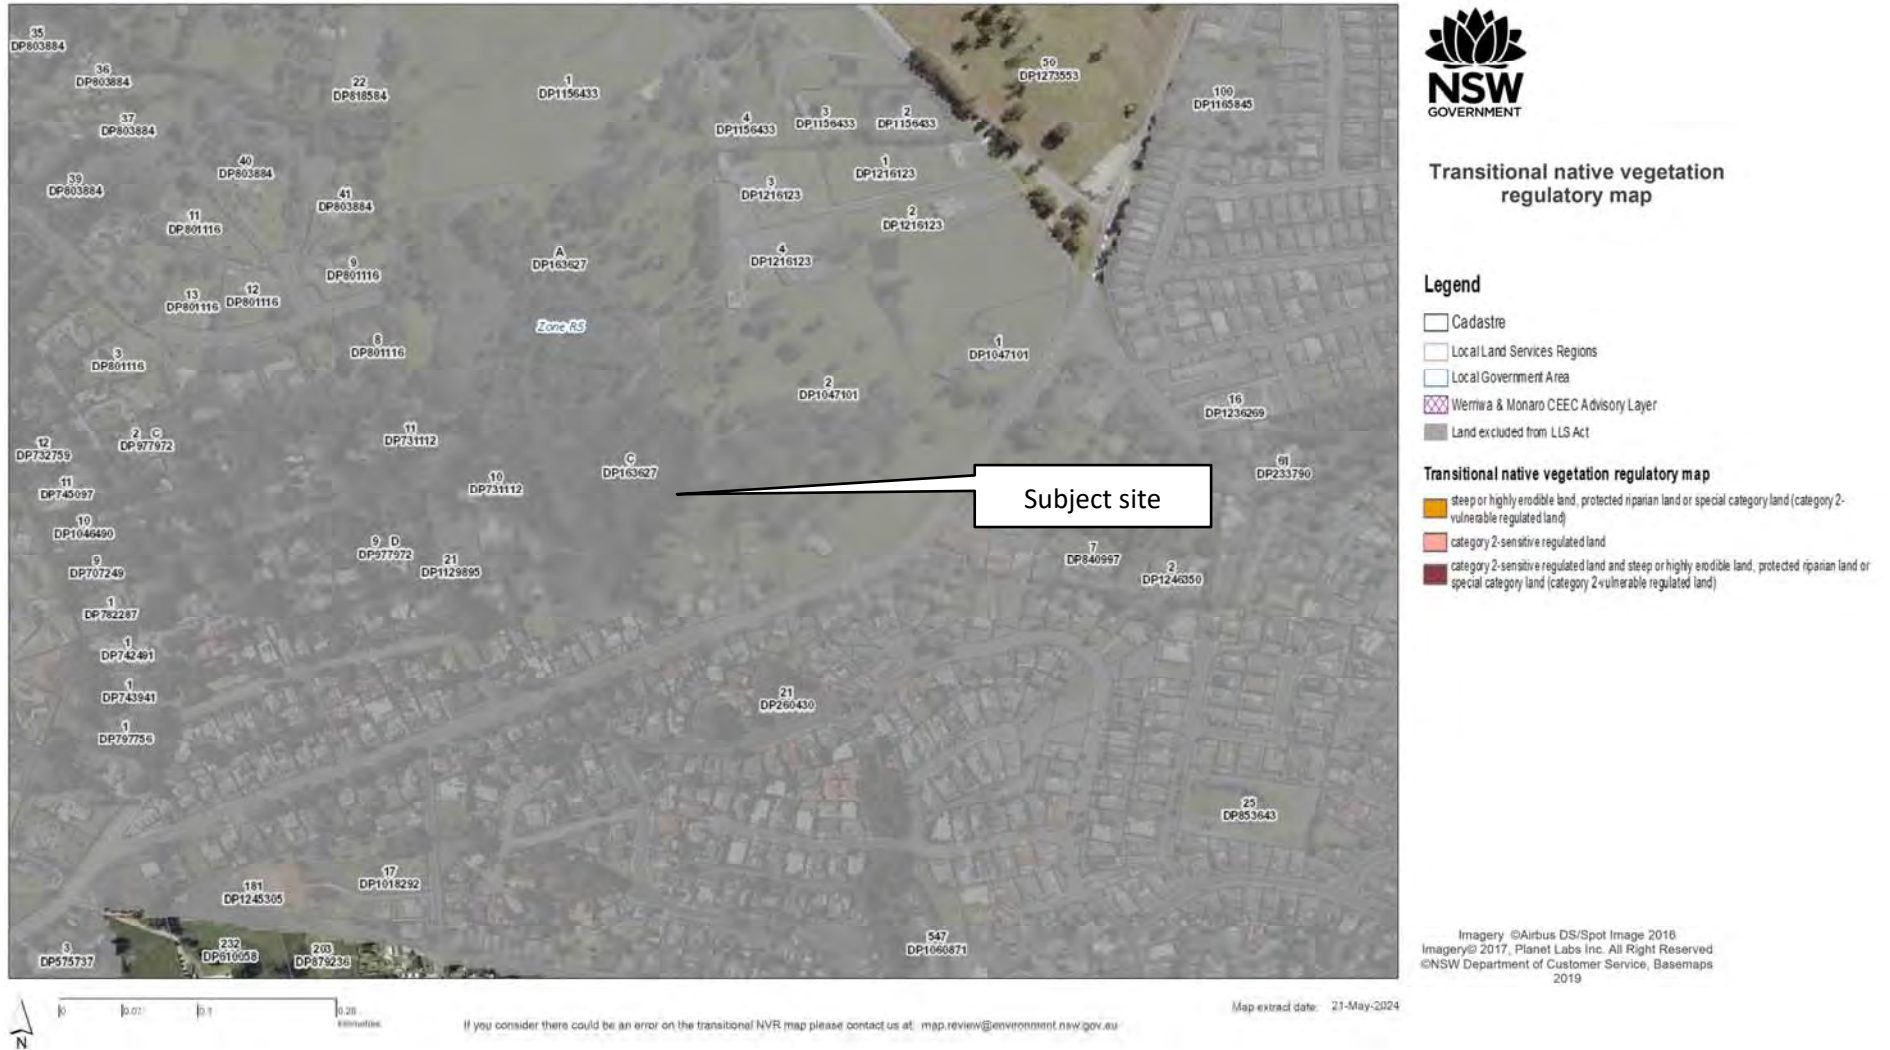 35
DP803884
36
DP803884
37
DP803884
39
DP803884
22
DP818584
1
DP1156433
4
DP1156433
3
DP1156433
2
DP1156433
50
DP1273553
100
DP1165845
40
DP803884
41
DP803884
11
DP801116
3
DP1216123
1
DP1216123
2
DP1216123
4
DP1216123
A
DP163627
9
DP801116
13
DP801116
12
DP801116
Zone R5
8
DP801116
3
DP801116
1
DP1047101
2
DP1047101
16
DP1236269
11
DP731112
2 C
DP977972
12
DP732759
C
DP163627
61
DP233790
10
DP731112
11
DP745097
Subject site
10
DP1046490
9 D
DP977972
21
DP1129895
7
DP840997
2
DP1246350
9
DP707249
1
DP782287
1
DP742491
1
DP743941
1
DP797756
21
DP260430
25
DP853643
17
DP1018292
181
DP1245305
3
DP575737
232
DP610058
203
DP879236
547
DP1060871
NSW
GOVERNMENT
Transitional native vegetation
regulatory map
Legend
Cadastre
Local Land Services Regions
Local Government Area
Werriwa & Monaro CEEC Advisory Layer
Land excluded from LLS Act
Transitional native vegetation regulatory map
steep or highly erodible land, protected riparian land or special category land (category 2-
vulnerable regulated land)
category 2-sensitive regulated land
category 2-sensitive regulated land and steep or highly erodible land, protected riparian land or
special category land (category 2-vulnerable regulated land)
Imagery ©Airbus DS/Spot Image 2016
Imagery© 2017, Planet Labs Inc. All Right Reserved
©NSW Department of Customer Service, Basemaps
2019
N
0 0.07 0.1 0.28
kilometres
If you consider there could be an error on the transitional NVR map please contact us at: map.review@environment.nsw.gov.au
Map extract date: 21-May-2024